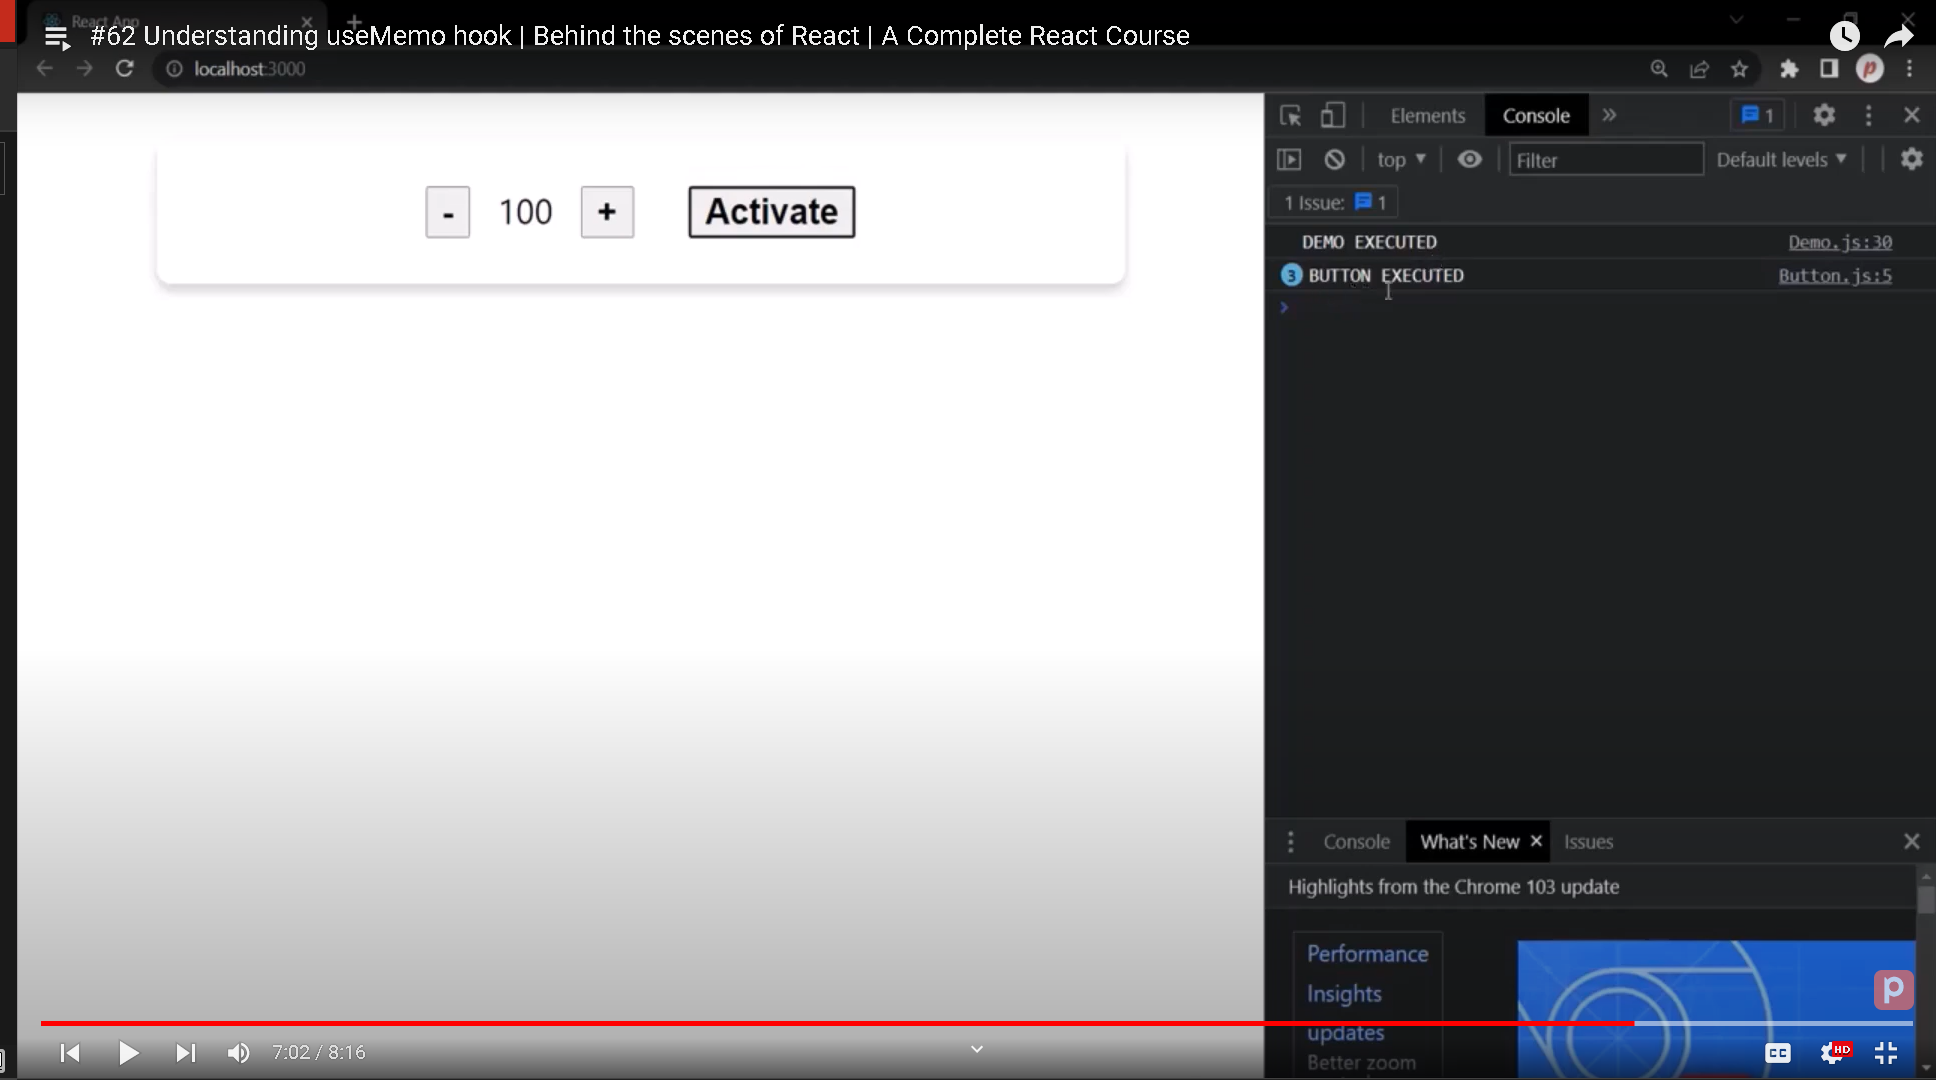 React App
#62 Understanding useMemo hook | Behind the scenes of React | A Complete React Course
localhost:3000
Elements Console 1
top Filter Default levels
1 Issue: 1
- 100 + Activate
DEMO EXECUTED Demo.js:30
3 BUTTON EXECUTED Button.js:5
Console What's New Issues
Highlights from the Chrome 103 update
Performance
Insights
updates
Better zoom
7:02 / 8:16
CC HD